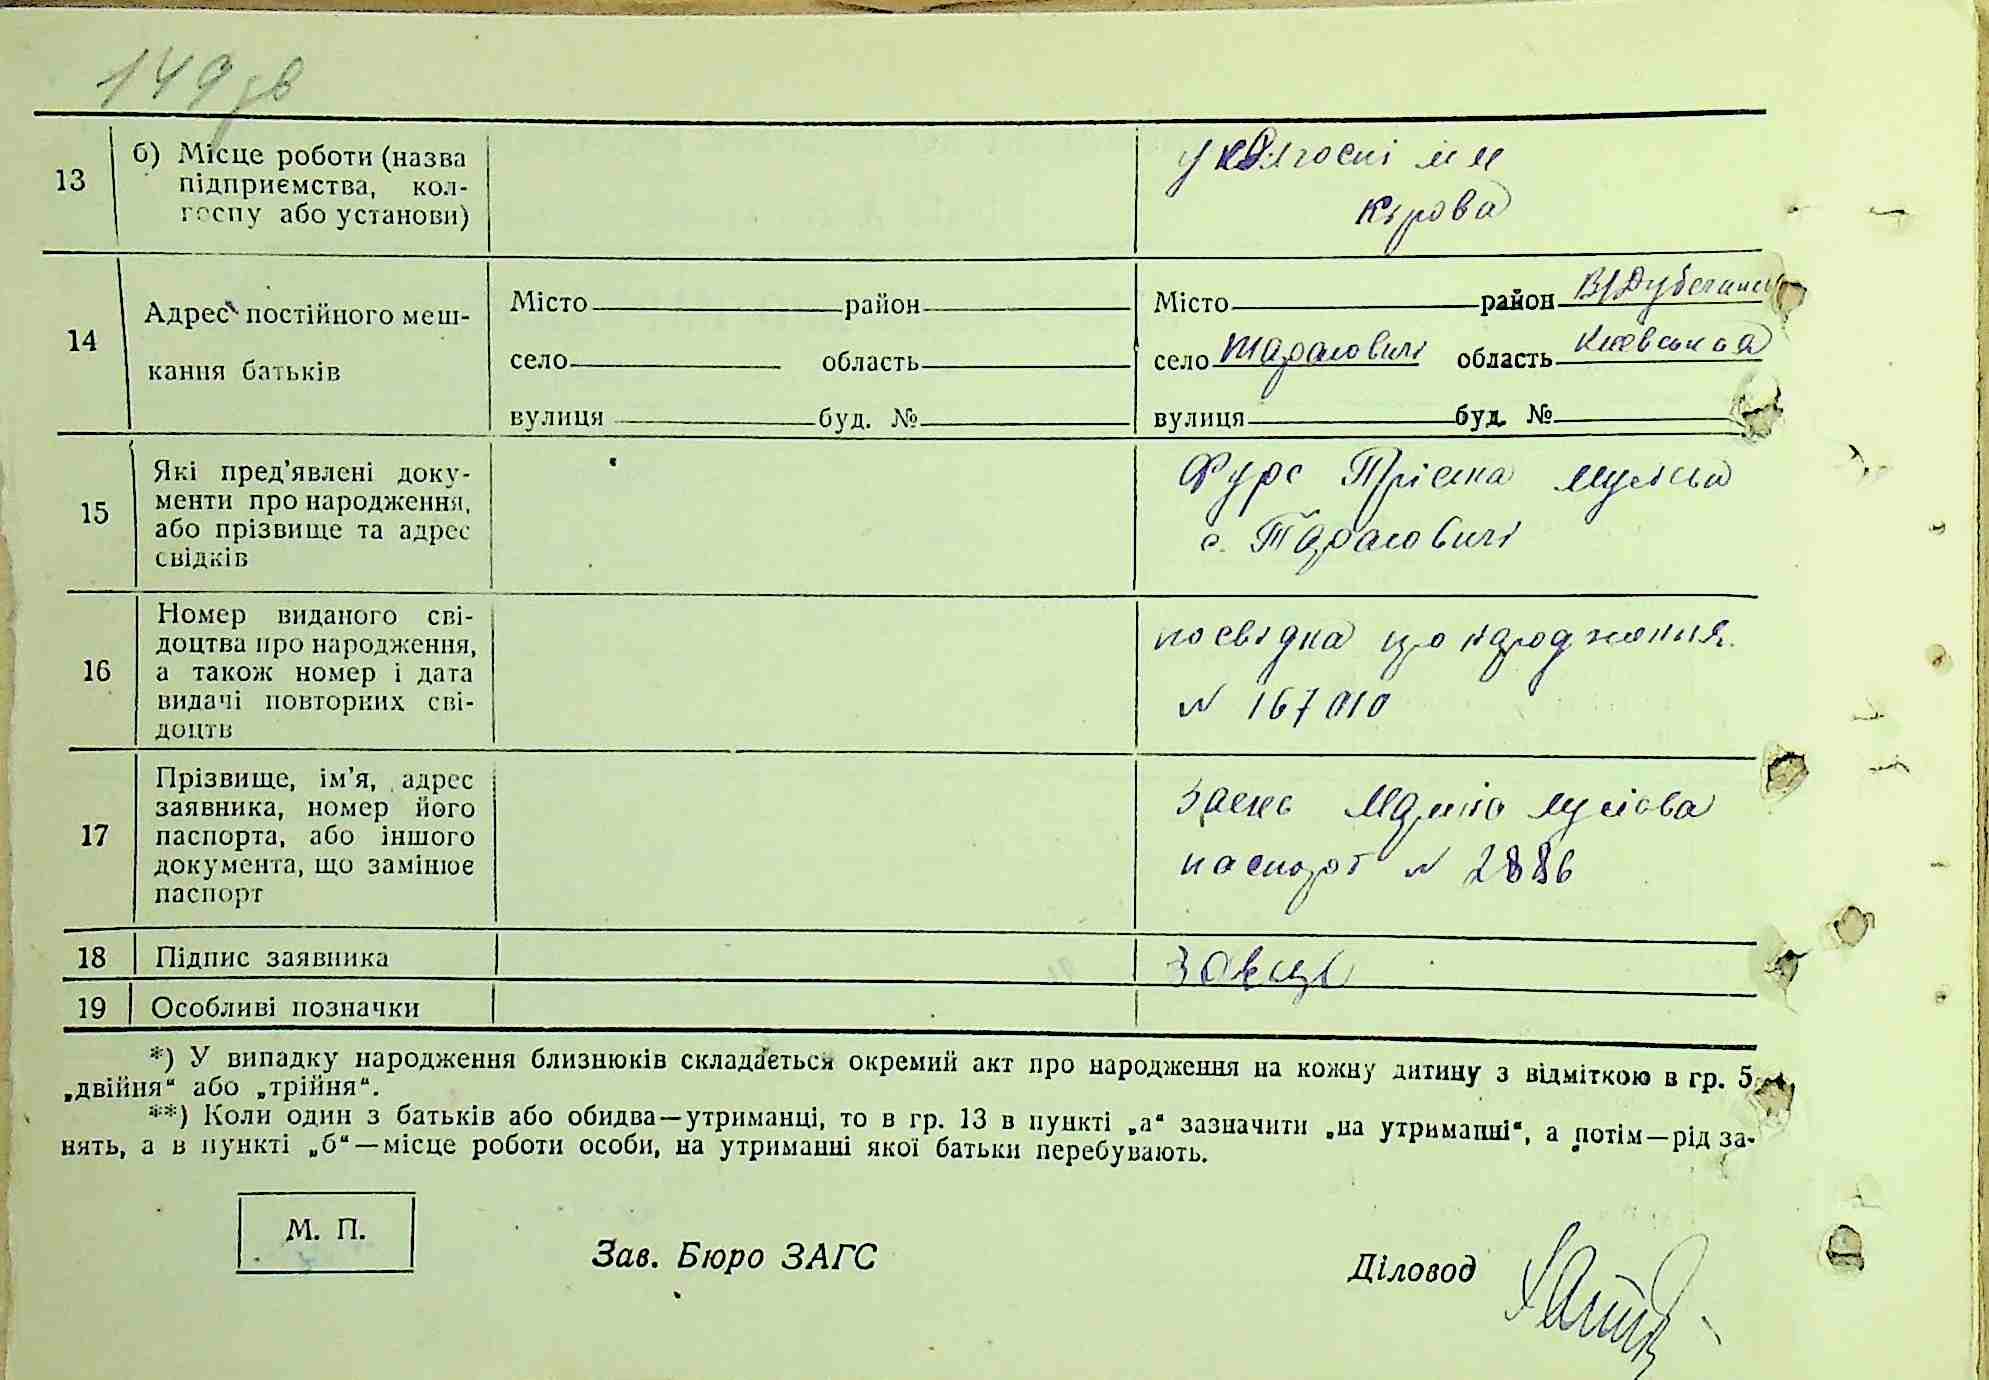 149 зв
13 б) Місце роботи (назва
підприємства, кол-
госпу або установи)
у колгоспі им
Кірова
14 Адрес постійного меш-
кання батьків
Місто район
село область
вулиця буд. №
Місто район В/Дубечанс
село Тарасовичі область Киевськоа
вулиця буд. №
15 Які пред'явлені доку-
менти про народження,
або прізвище та адрес
свідків
Фурс
с. Тарасовичі
16 Номер виданого сві-
доцтва про народження,
а також номер і дата
видачі повторних сві-
доцтв
посвідка про народження.
N 167010
17 Прізвище, ім'я, адрес
заявника, номер його
паспорта, або іншого
документа, що замінює
паспорт
Заєнс
паспорт N 2886
18 Підпис заявника
19 Особливі позначки
*) У випадку народження близнюків складається окремий акт про народження на кожну дитину з відміткою в гр. 5
„двійня“ або „трійня“.
**) Коли один з батьків або обидва—утриманці, то в гр. 13 в пункті „а“ зазначити „на утриманні“, а потім—рід за-
нять, а в пункті „б“—місце роботи особи, на утриманні якої батьки перебувають.
М. П.
Зав. Бюро ЗАГС
Діловод